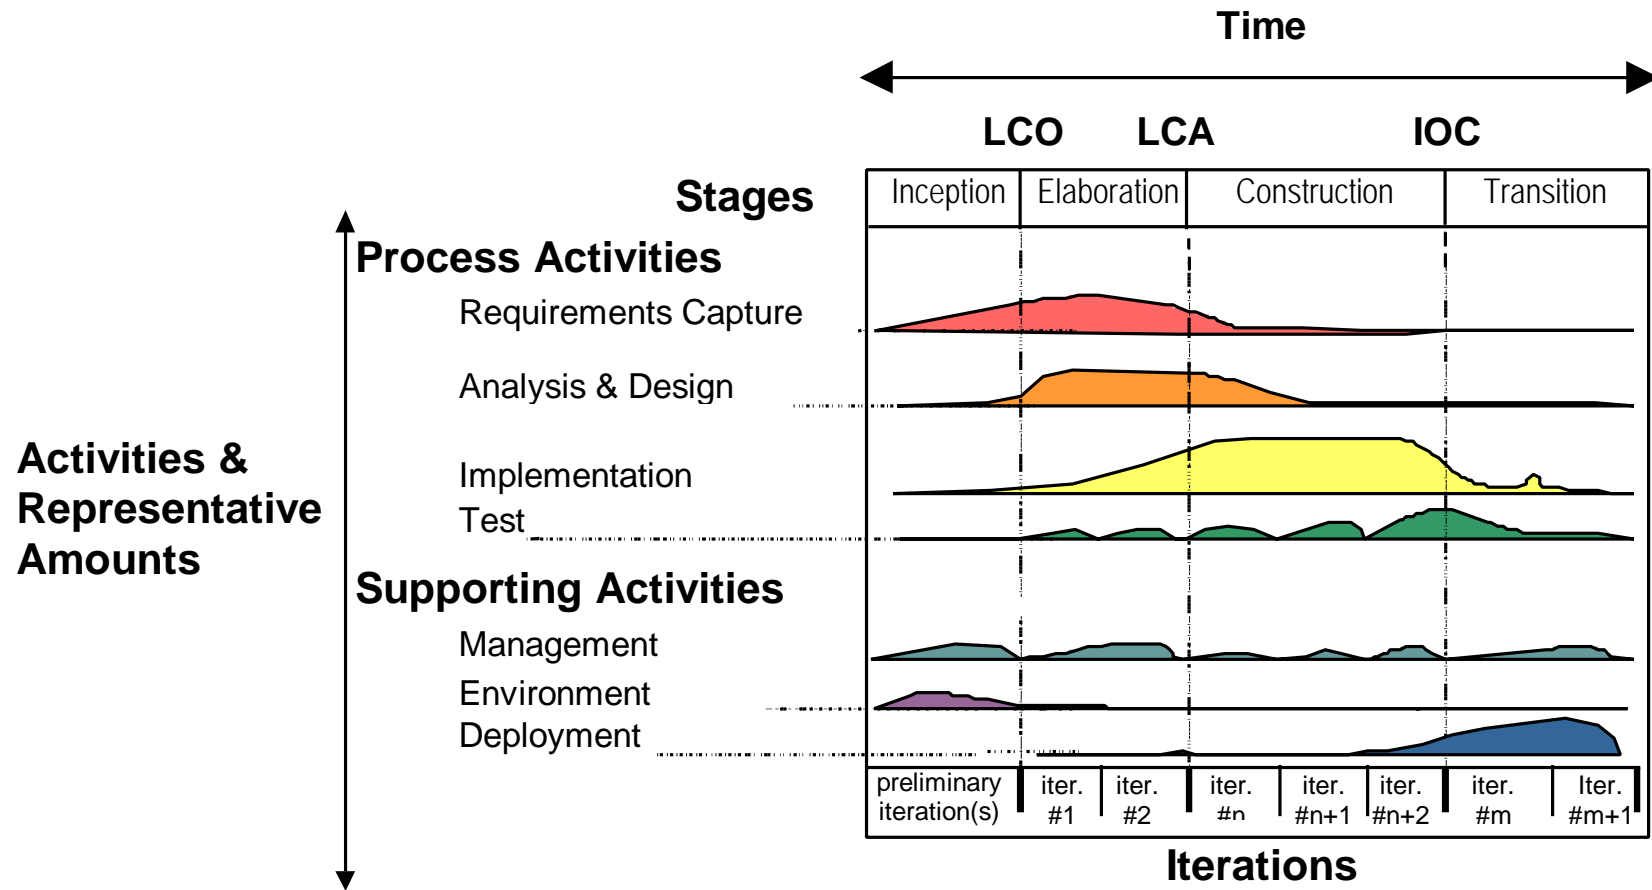 Time
LCO LCA IOC
Stages
Inception Elaboration Construction Transition
Process Activities
Requirements Capture
Analysis & Design
Activities &
Representative
Amounts
Implementation
Test
Supporting Activities
Management
Environment
Deployment
preliminary
iteration(s)
iter.
#1
iter.
#2
iter.
#n
iter.
#n+1
iter.
#n+2
iter.
#m
Iter.
#m+1
Iterations